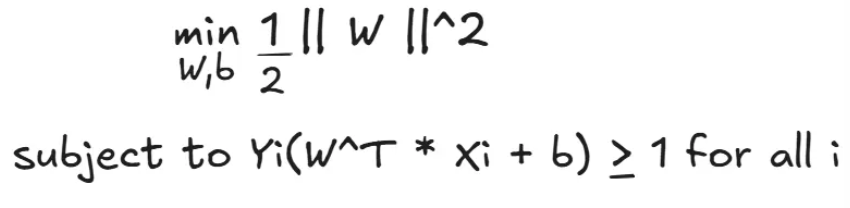 min 1/2 || W ||^2
W,b
subject to Yi(W^T * Xi + b) ≥ 1 for all i